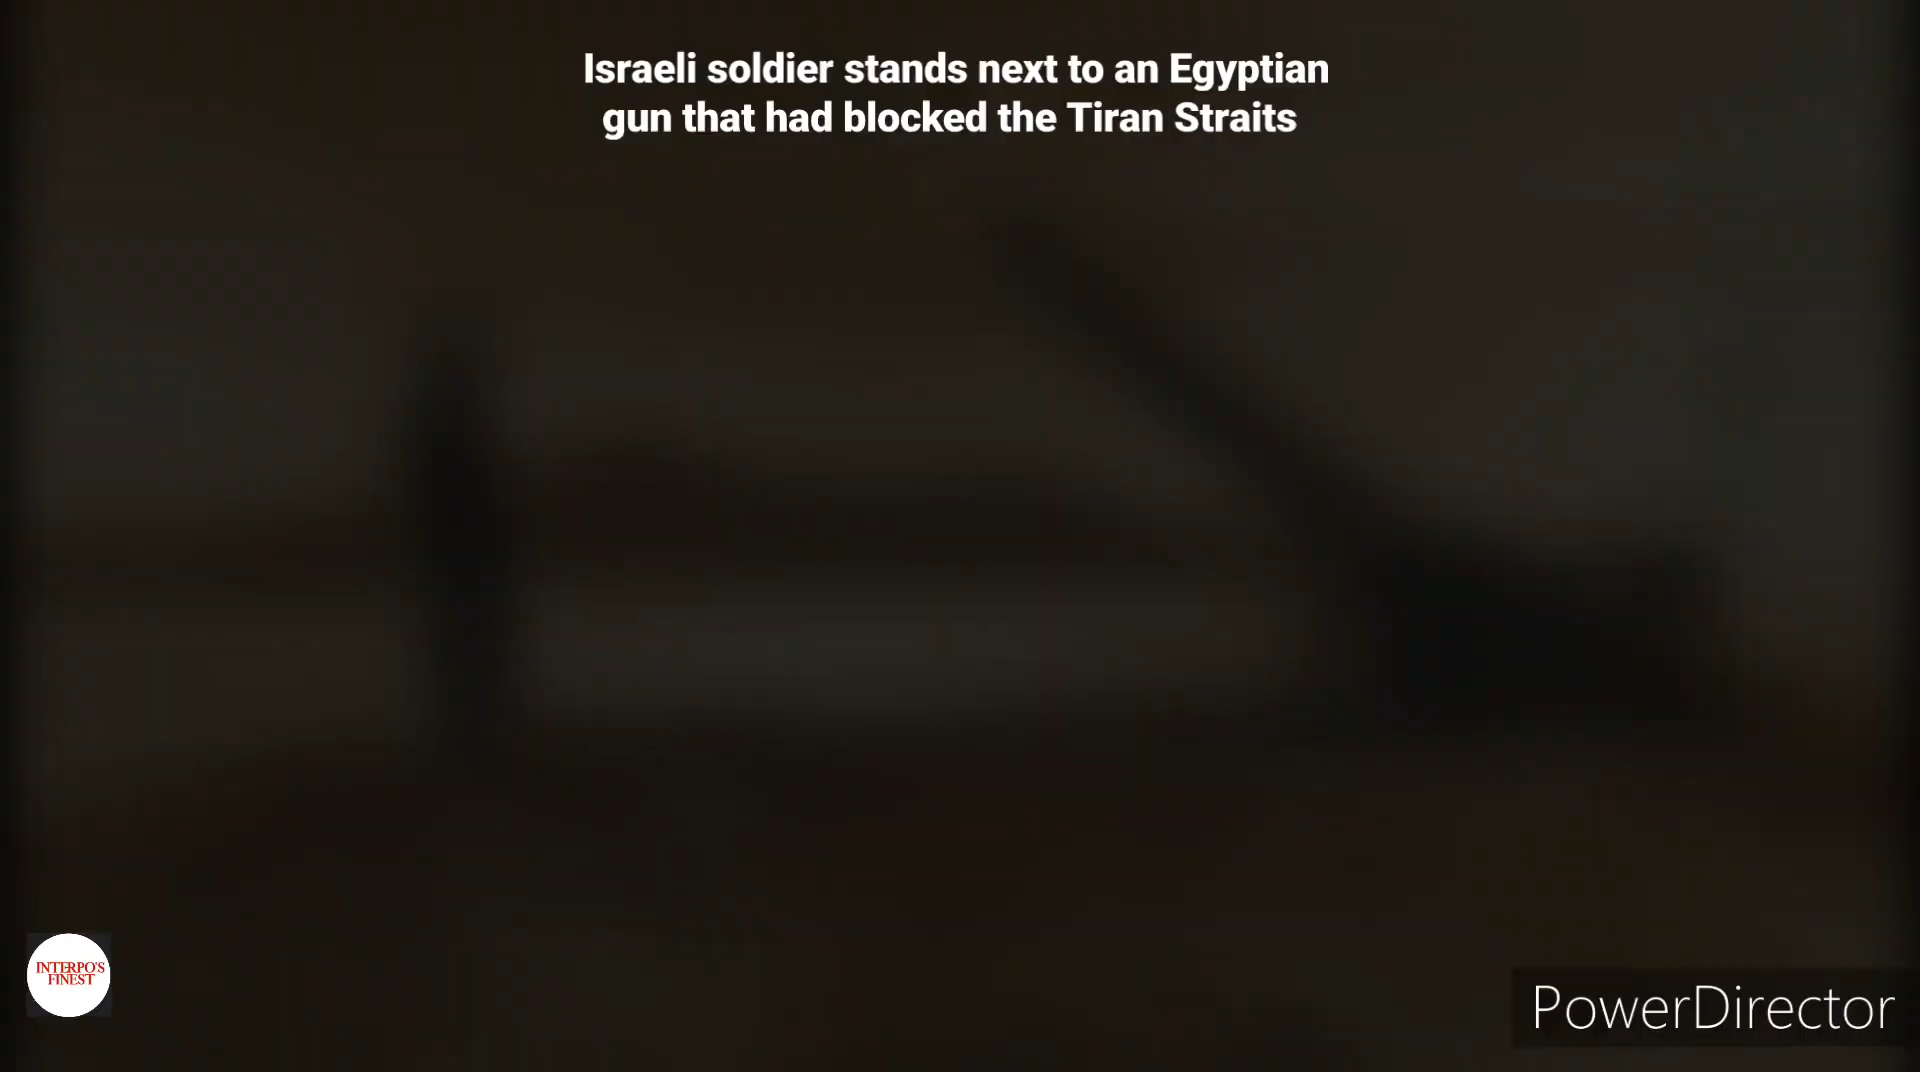 Israeli soldier stands next to an Egyptian
gun that had blocked the Tiran Straits
INTERPO'S
FINEST
PowerDirector